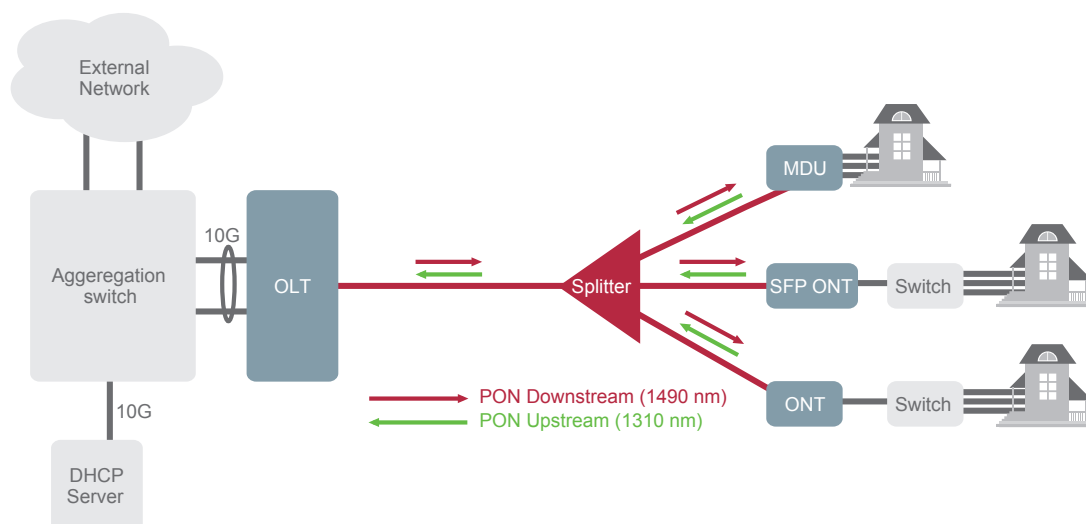 External
Network
MDU
10G
Aggeregation
switch
OLT
Splitter
SFP ONT
Switch
PON Downstream (1490 nm)
PON Upstream (1310 nm)
ONT
Switch
10G
DHCP
Server